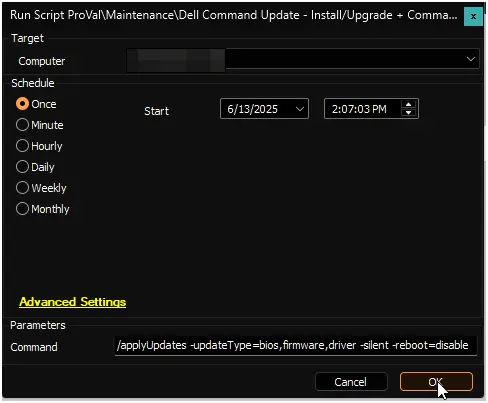 Run Script ProVal\Maintenance\Dell Command Update - Install/Upgrade + Comma...
x
Target
Computer
Schedule
Once
Start
6/13/2025
2:07:03 PM
Minute
Hourly
Daily
Weekly
Monthly
Advanced Settings
Parameters
Command
/applyUpdates -updateType=bios,firmware,driver -silent -reboot=disable
Cancel
OK